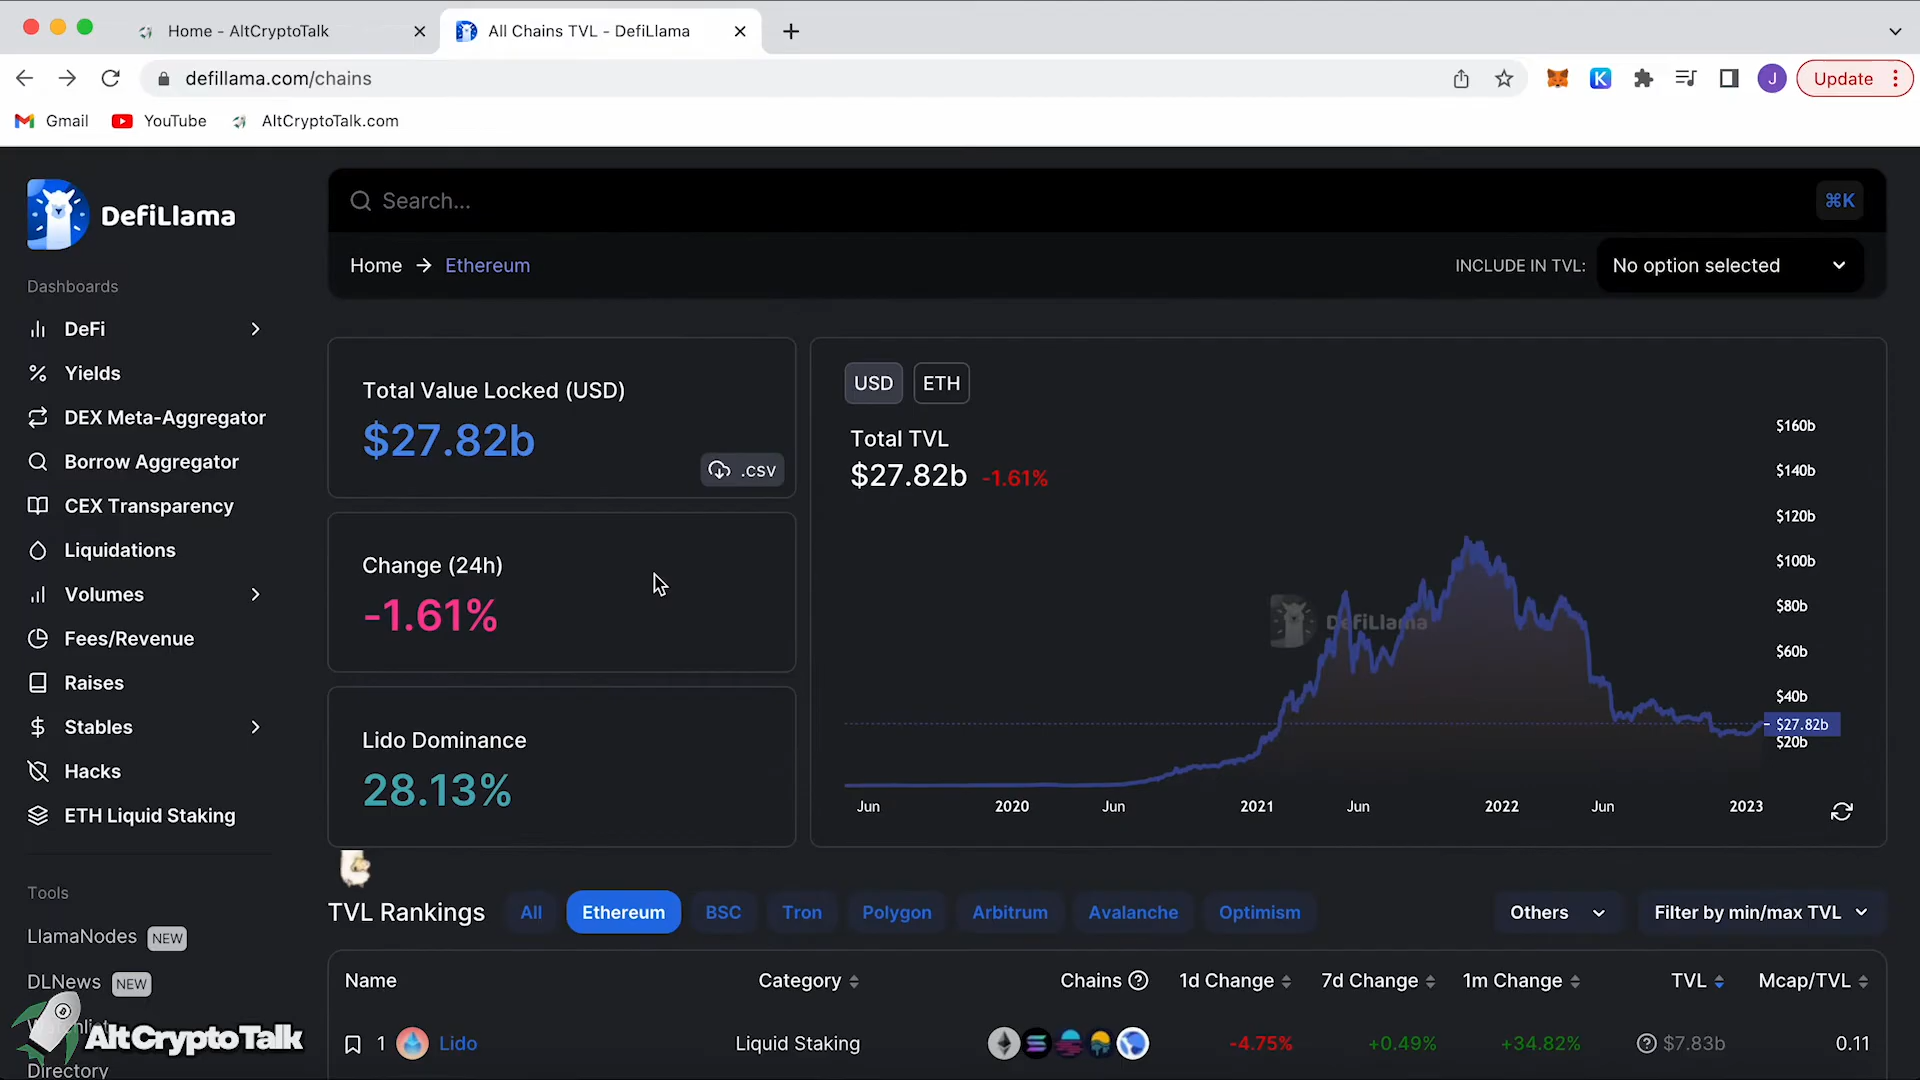 Home - AltCryptoTalk
All Chains TVL - DefiLlama
defillama.com/chains
K
J
Update
Gmail
YouTube
AltCryptoTalk.com
DefiLlama
Search...
⌘K
Home → Ethereum
INCLUDE IN TVL:
No option selected
Dashboards
DeFi
Yields
DEX Meta-Aggregator
Borrow Aggregator
CEX Transparency
Liquidations
Volumes
Fees/Revenue
Raises
Stables
Hacks
ETH Liquid Staking
Tools
LlamaNodes NEW
DLNews NEW
AltCryptoTalk
Directory
Total Value Locked (USD)
$27.82b
.csv
Change (24h)
-1.61%
Lido Dominance
28.13%
USD ETH
Total TVL
$27.82b -1.61%
$160b
$140b
$120b
$100b
$80b
$60b
$40b
$27.82b
$20b
DefiLlama
Jun 2020 Jun 2021 Jun 2022 Jun 2023
TVL Rankings All Ethereum BSC Tron Polygon Arbitrum Avalanche Optimism Others Filter by min/max TVL
Name Category Chains 1d Change 7d Change 1m Change TVL Mcap/TVL
1 Lido Liquid Staking -4.75% +0.49% +34.82% $7.83b 0.11